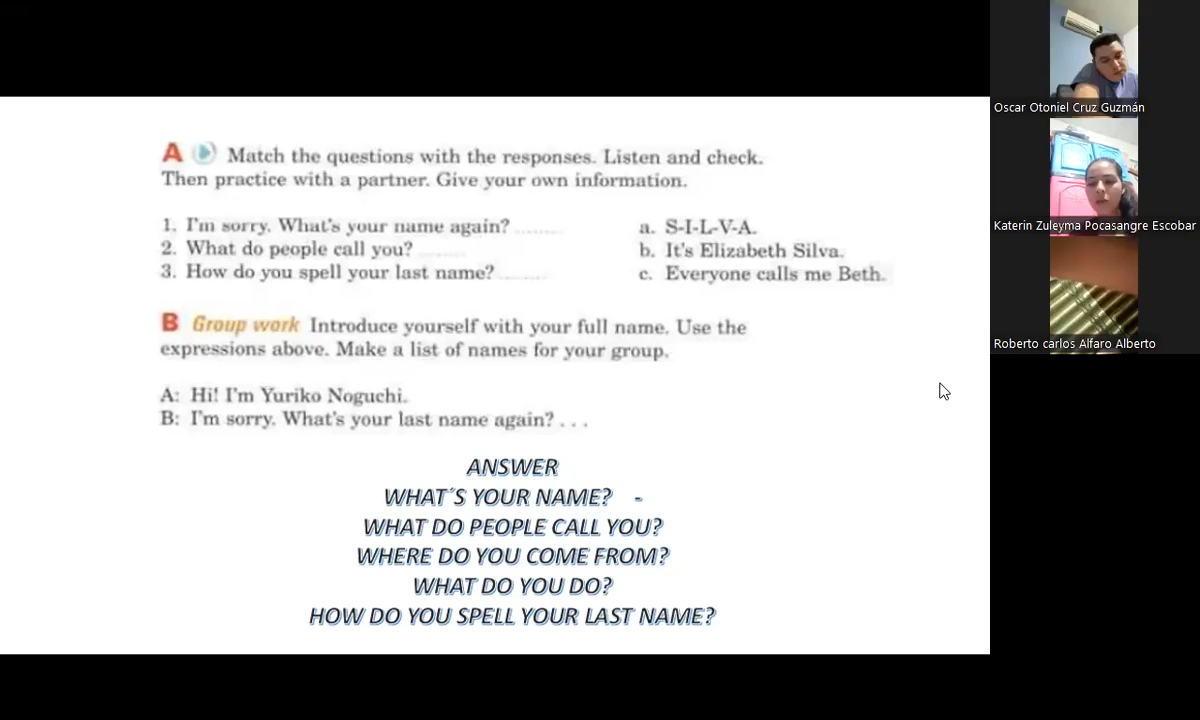 A Match the questions with the responses. Listen and check.
Then practice with a partner. Give your own information.
1. I'm sorry. What's your name again? ........
2. What do people call you? ........
3. How do you spell your last name? ........
a. S-I-L-V-A.
b. It's Elizabeth Silva.
c. Everyone calls me Beth.
B Group work Introduce yourself with your full name. Use the
expressions above. Make a list of names for your group.
A: Hi! I'm Yuriko Noguchi.
B: I'm sorry. What's your last name again? . . .
ANSWER
WHAT´S YOUR NAME? -
WHAT DO PEOPLE CALL YOU?
WHERE DO YOU COME FROM?
WHAT DO YOU DO?
HOW DO YOU SPELL YOUR LAST NAME?
Oscar Otoniel Cruz Guzmán
Katerin Zuleyma Pocasangre Escobar
Roberto carlos Alfaro Alberto